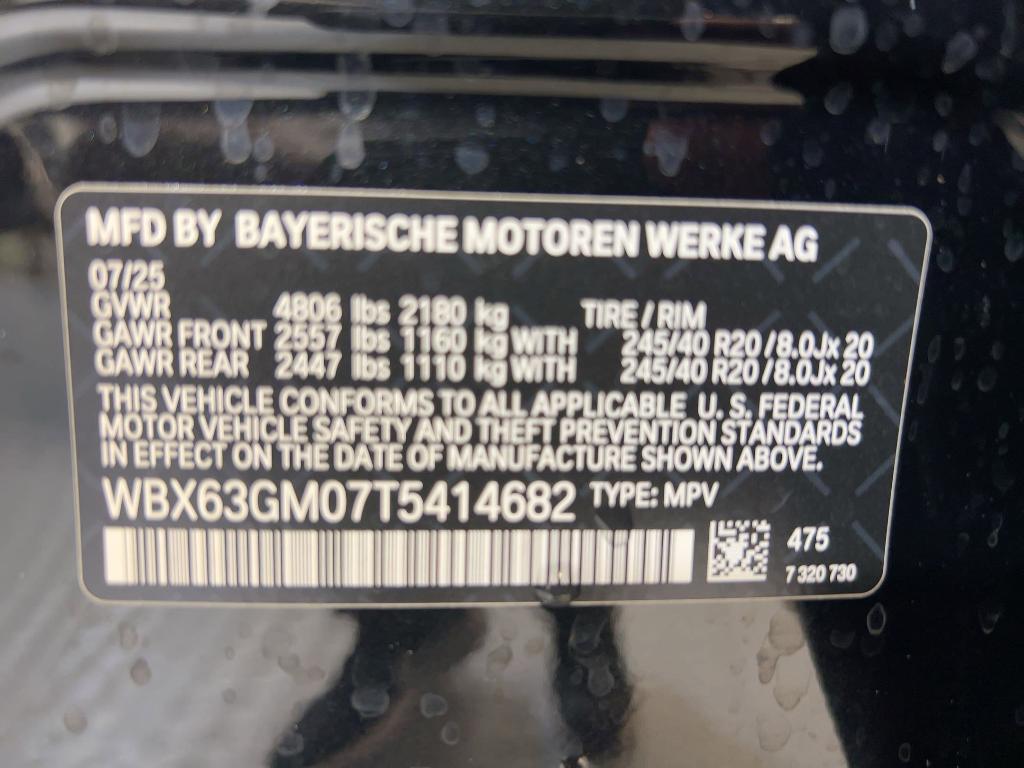 MFD BY BAYERISCHE MOTOREN WERKE AG
07/25
GVWR 4806 lbs 2180 kg TIRE / RIM
GAWR FRONT 2557 lbs 1160 kg WITH 245/40 R20 / 8.0Jx 20
GAWR REAR 2447 lbs 1110 kg WITH 245/40 R20 / 8.0Jx 20
THIS VEHICLE CONFORMS TO ALL APPLICABLE U. S. FEDERAL
MOTOR VEHICLE SAFETY AND THEFT PREVENTION STANDARDS
IN EFFECT ON THE DATE OF MANUFACTURE SHOWN ABOVE.
WBX63GM07T5414682 TYPE: MPV
475
7 320 730